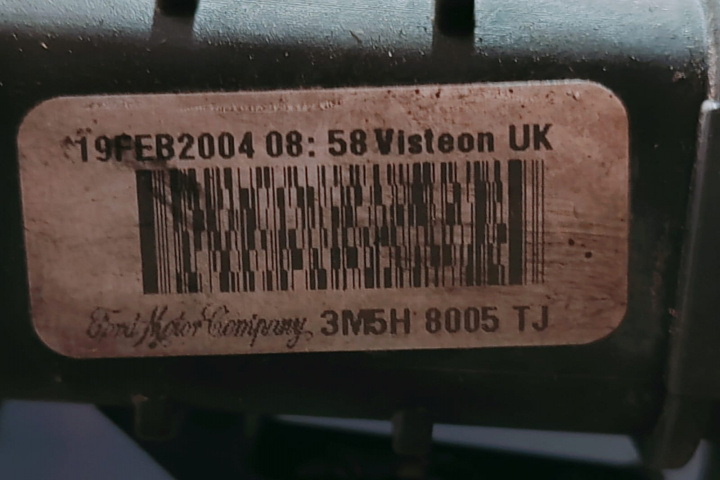 19FEB2004 08: 58 Visteon UK
Ford Motor Company 3M5H 8005 TJ